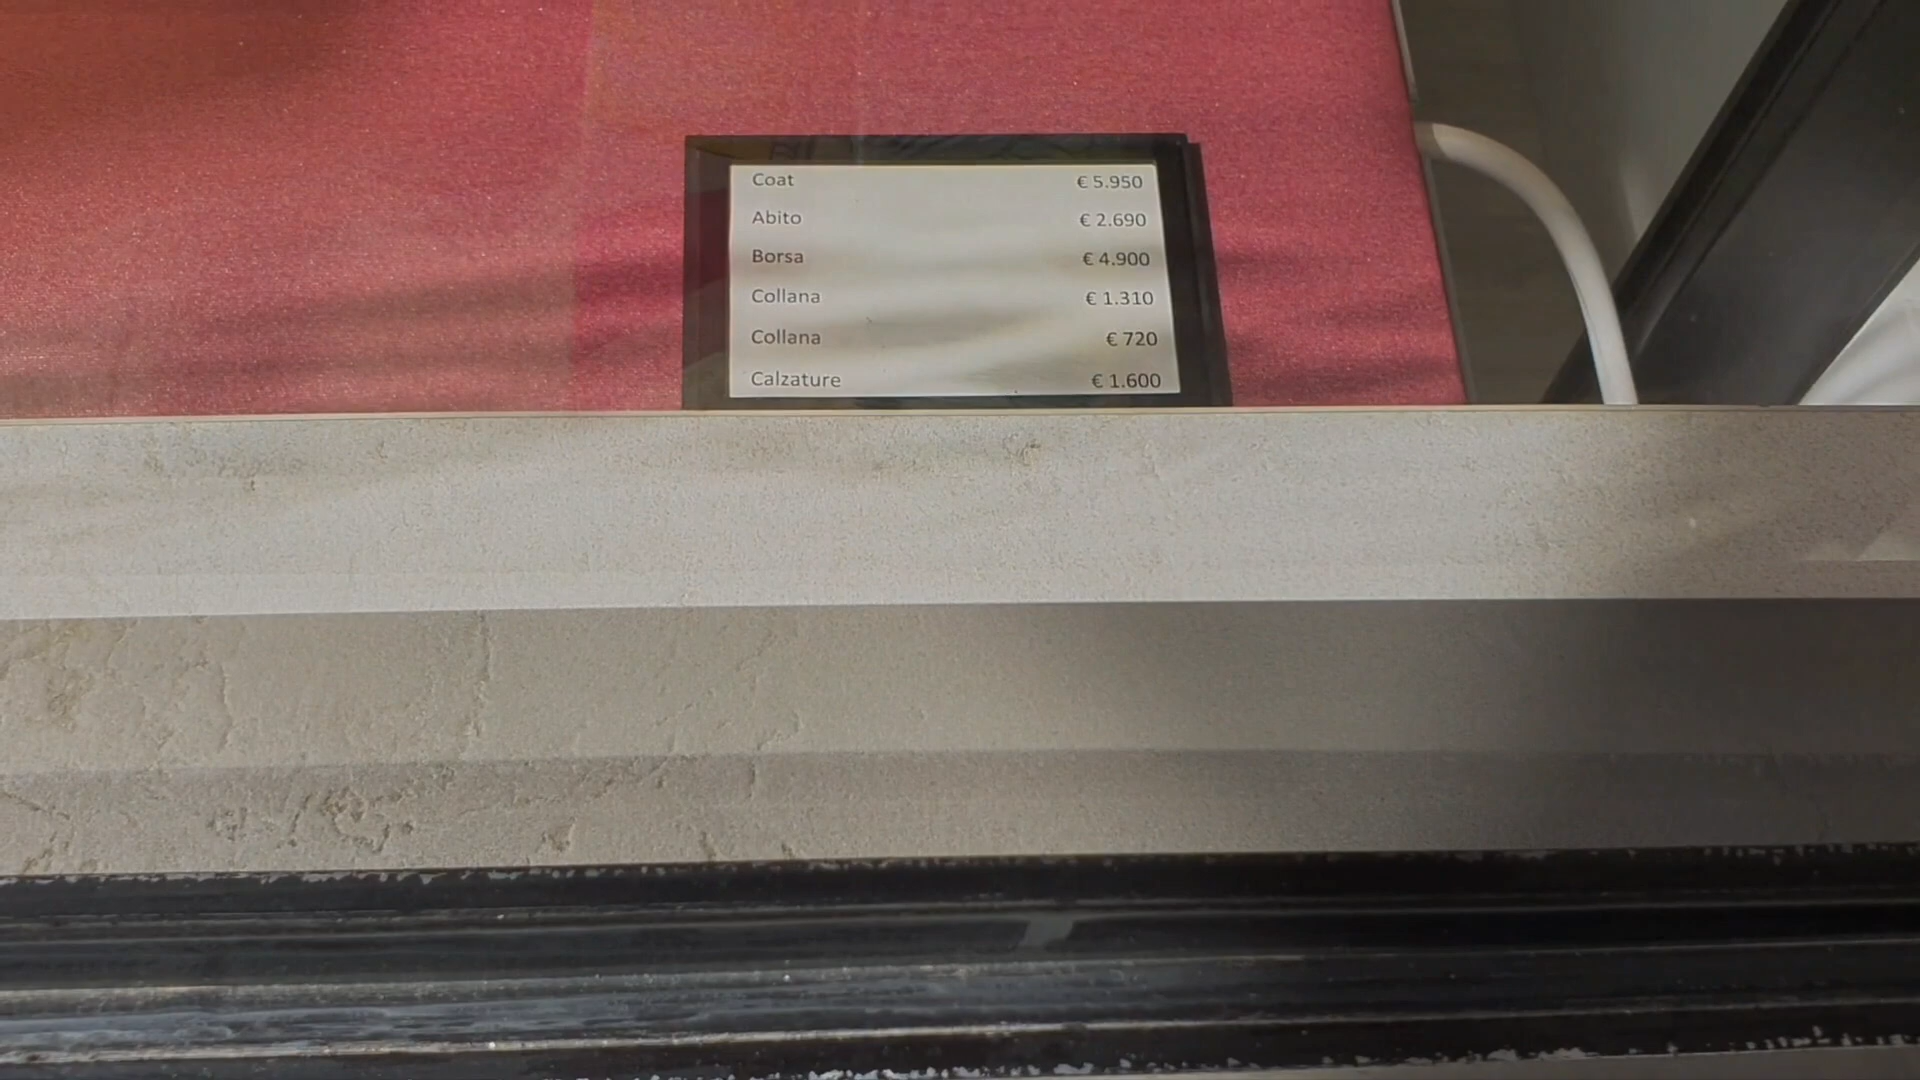 Coat € 5.950
Abito € 2.690
Borsa € 4.900
Collana € 1.310
Collana € 720
Calzature € 1.600